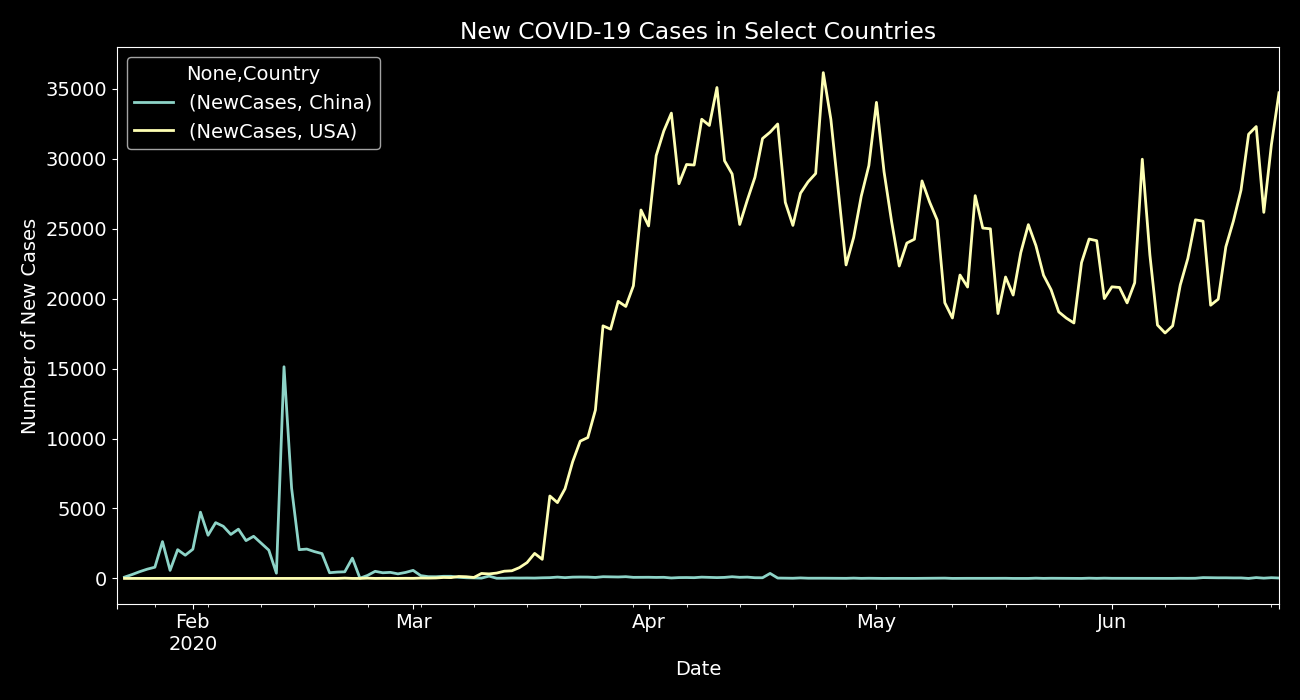 New COVID-19 Cases in Select Countries
None,Country
(NewCases, China)
(NewCases, USA)
35000
30000
25000
20000
15000
10000
5000
0
Number of New Cases
Feb
2020
Mar
Apr
May
Jun
Date